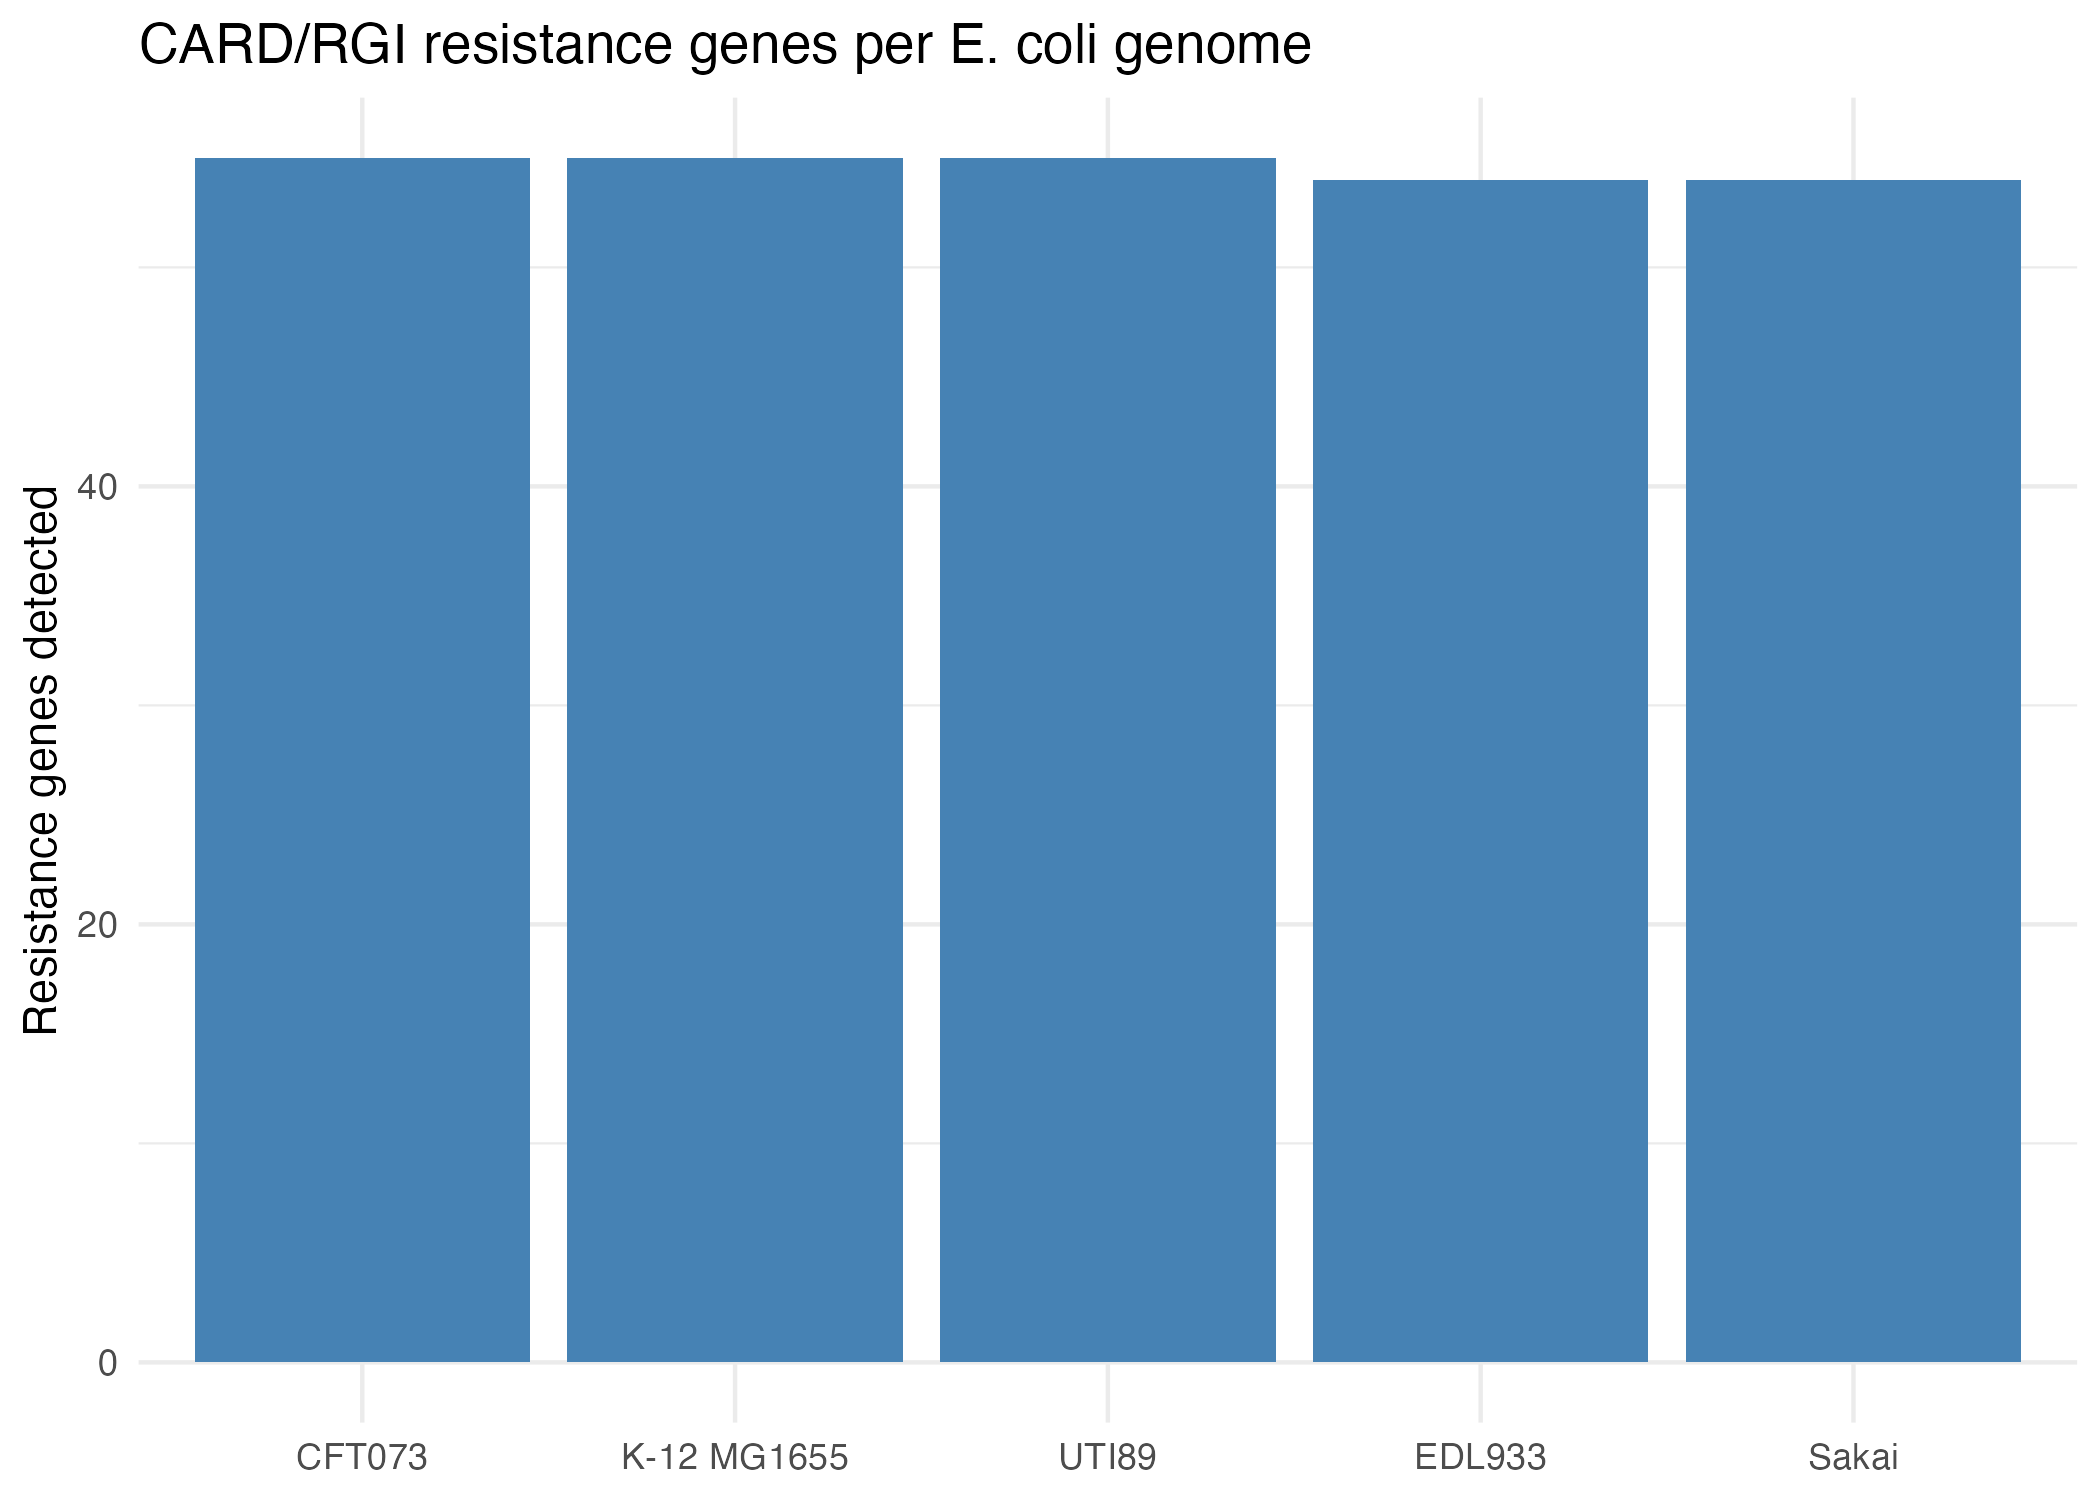 CARD/RGI resistance genes per E. coli genome
Resistance genes detected
40
20
0
CFT073
K-12 MG1655
UTI89
EDL933
Sakai